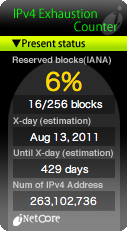 IPv4 Exhaustion
Counter
▼Present status
Reserved blocks(IANA)
6%
16/256 blocks
X-day (estimation)
Aug 13, 2011
Until X-day (estimation)
429 days
Num of IPv4 Address
263,102,736
iNetCore